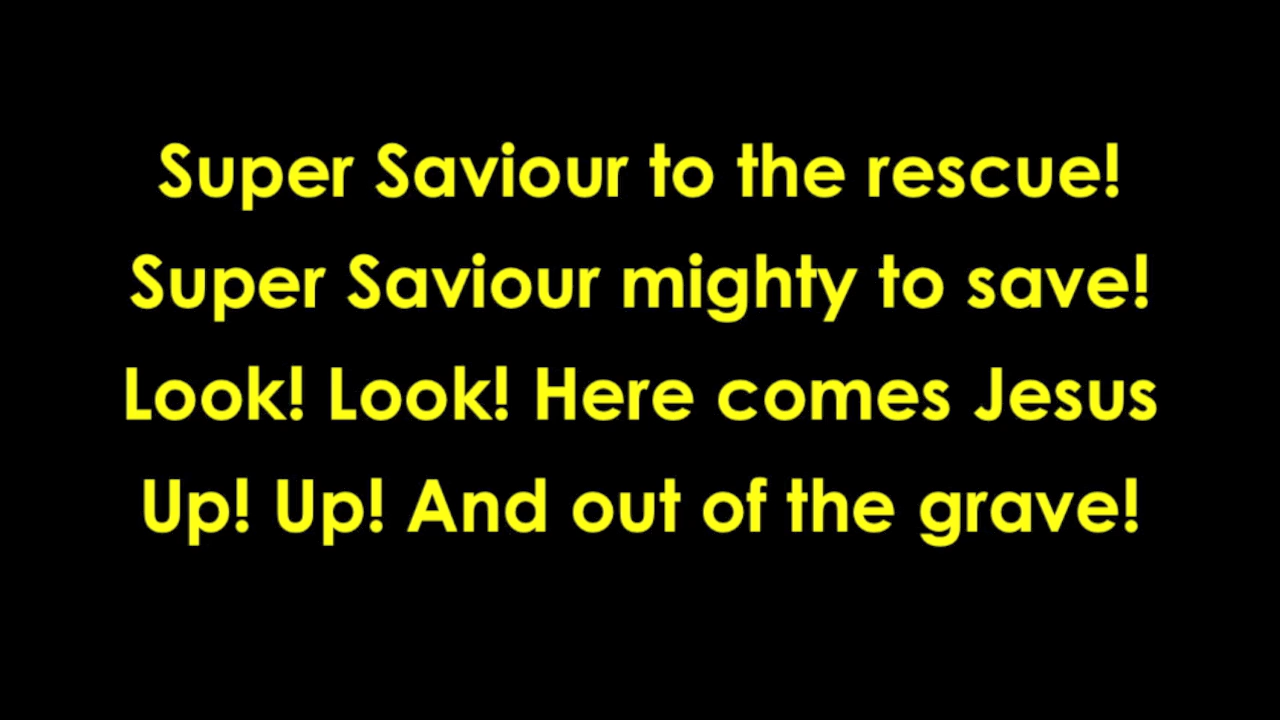 Super Saviour to the rescue!
Super Saviour mighty to save!
Look! Look! Here comes Jesus
Up! Up! And out of the grave!